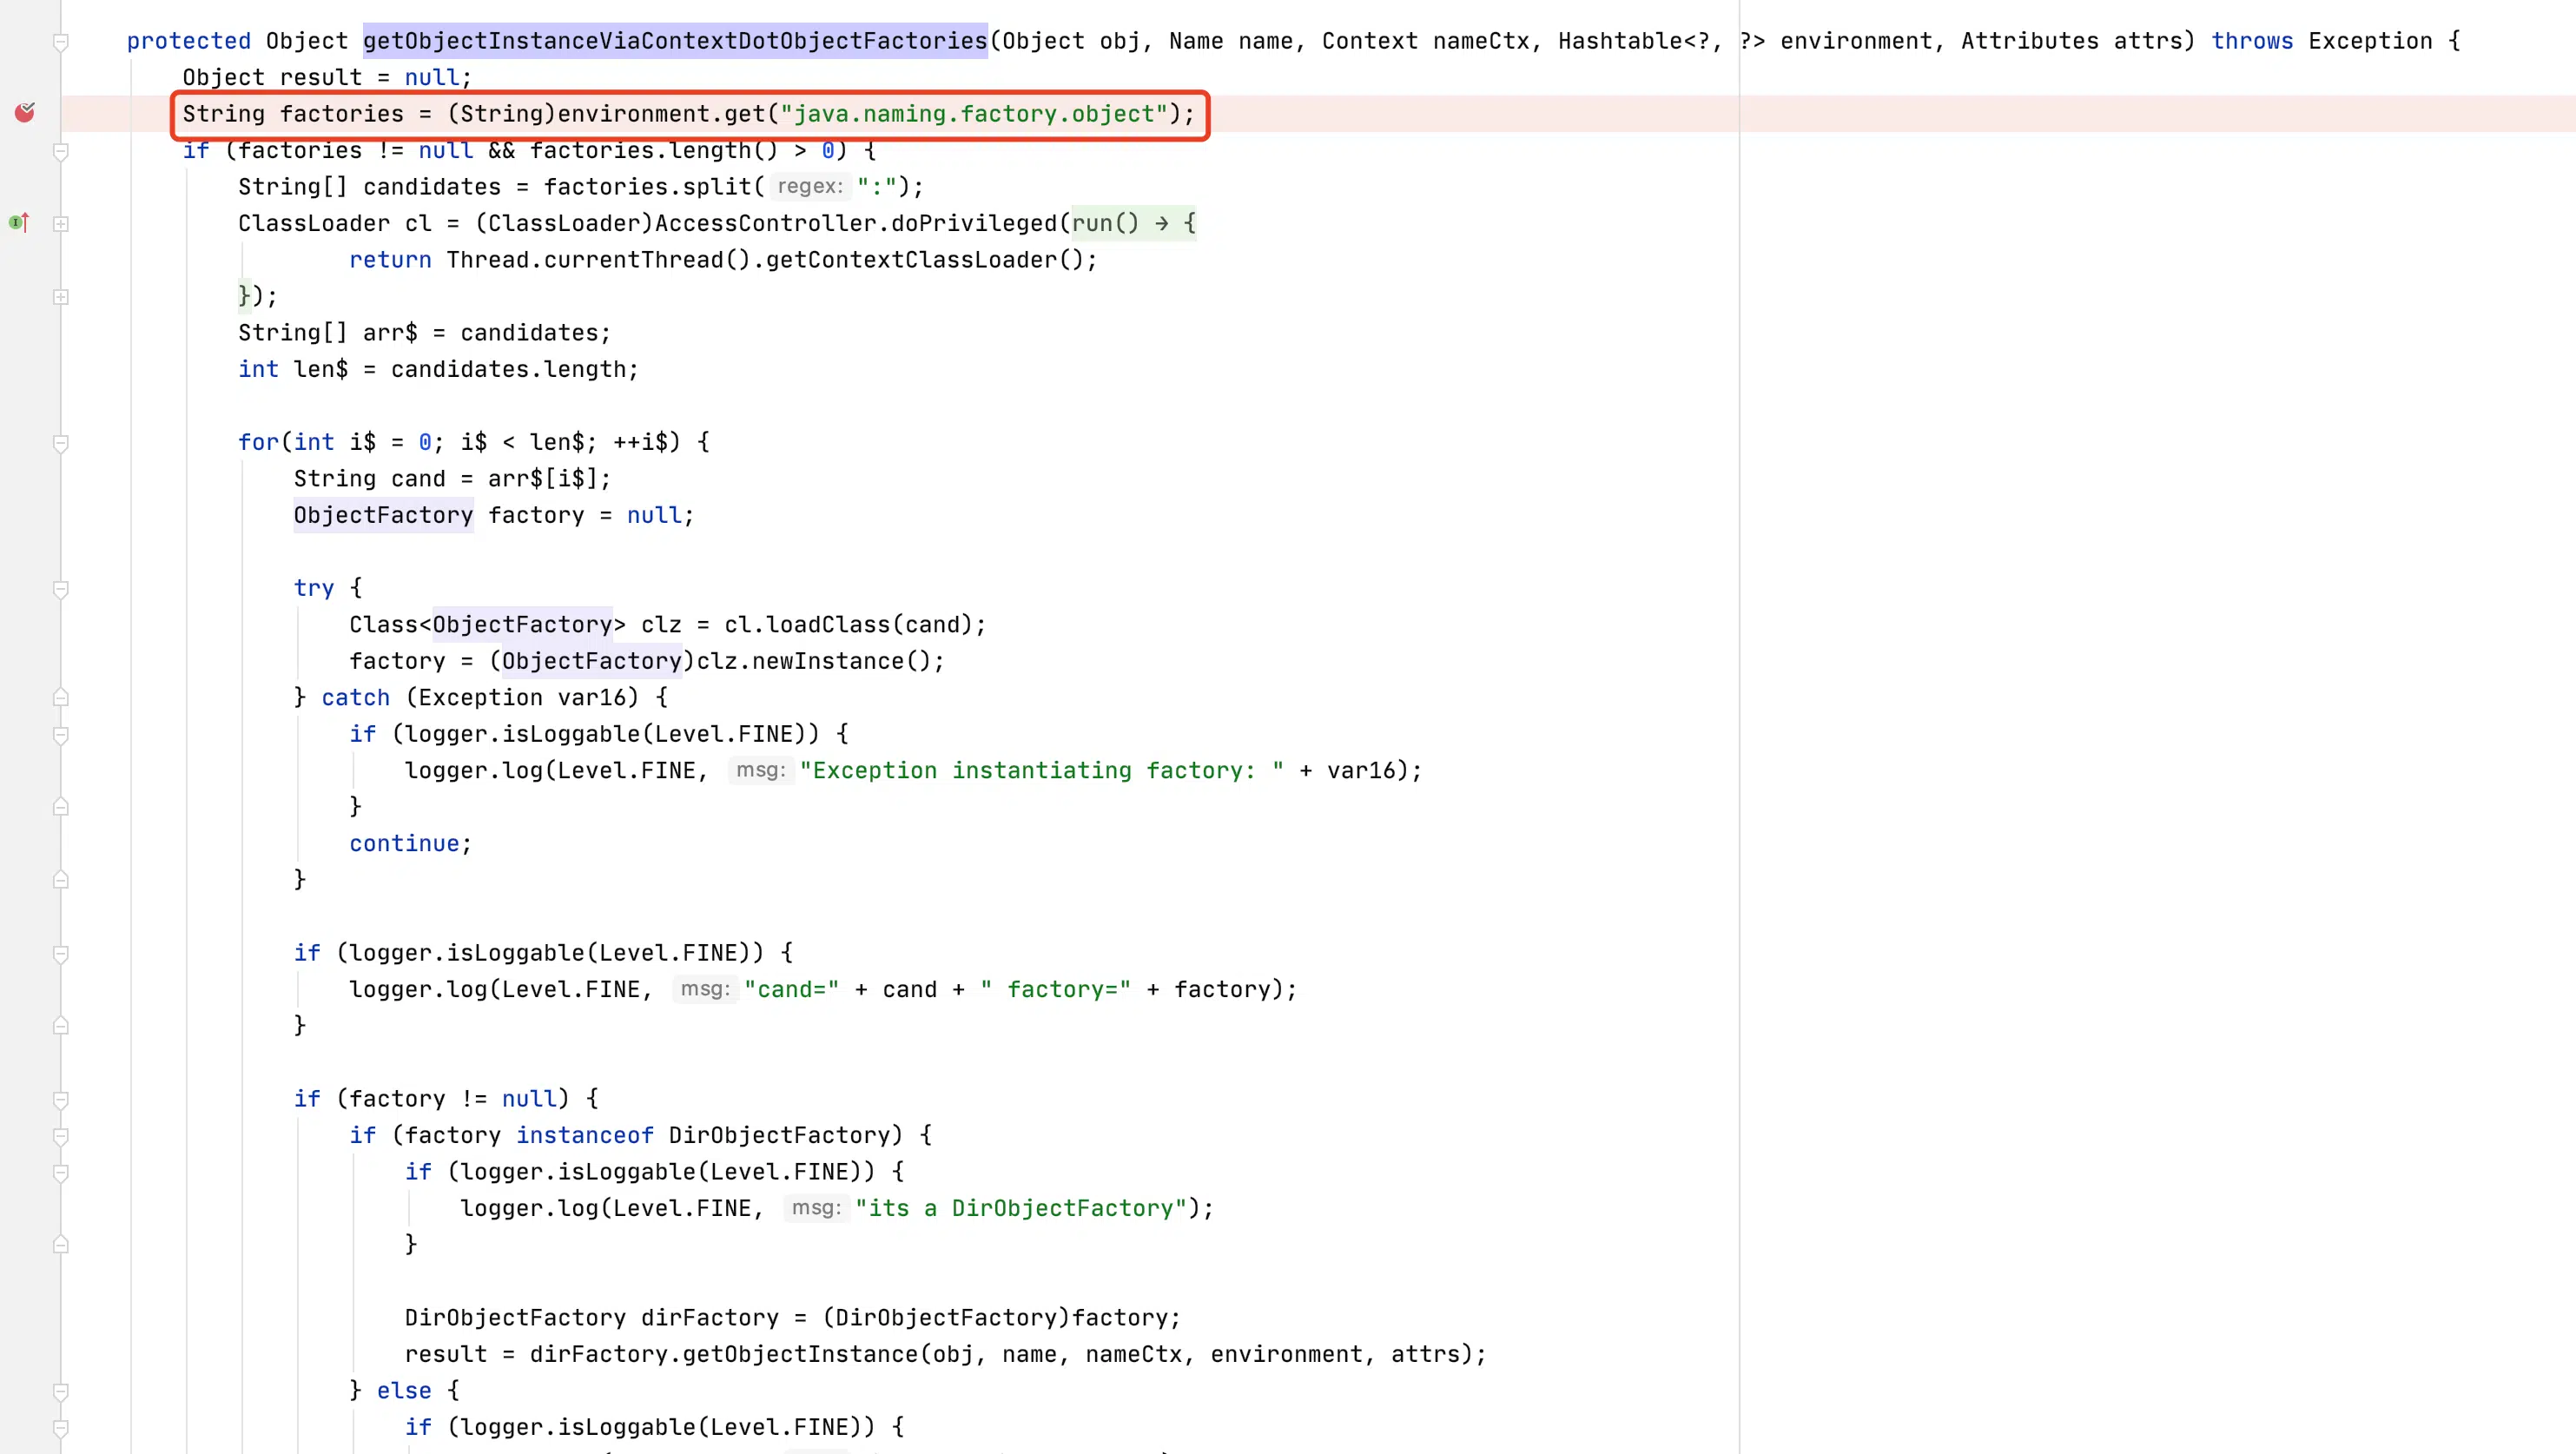 protected Object getObjectInstanceViaContextDotObjectFactories(Object obj, Name name, Context nameCtx, Hashtable<?, ?> environment, Attributes attrs) throws Exception {
Object result = null;
String factories = (String)environment.get("java.naming.factory.object");
if (factories != null && factories.length() > 0) {
String[] candidates = factories.split( regex: ":");
ClassLoader cl = (ClassLoader)AccessController.doPrivileged(run() → {
return Thread.currentThread().getContextClassLoader();
});
String[] arr$ = candidates;
int len$ = candidates.length;
for(int i$ = 0; i$ < len$; ++i$) {
String cand = arr$[i$];
ObjectFactory factory = null;
try {
Class<ObjectFactory> clz = cl.loadClass(cand);
factory = (ObjectFactory)clz.newInstance();
} catch (Exception var16) {
if (logger.isLoggable(Level.FINE)) {
logger.log(Level.FINE, msg: "Exception instantiating factory: " + var16);
}
continue;
}
if (logger.isLoggable(Level.FINE)) {
logger.log(Level.FINE, msg: "cand=" + cand + " factory=" + factory);
}
if (factory != null) {
if (factory instanceof DirObjectFactory) {
if (logger.isLoggable(Level.FINE)) {
logger.log(Level.FINE, msg: "its a DirObjectFactory");
}
DirObjectFactory dirFactory = (DirObjectFactory)factory;
result = dirFactory.getObjectInstance(obj, name, nameCtx, environment, attrs);
} else {
if (logger.isLoggable(Level.FINE)) {